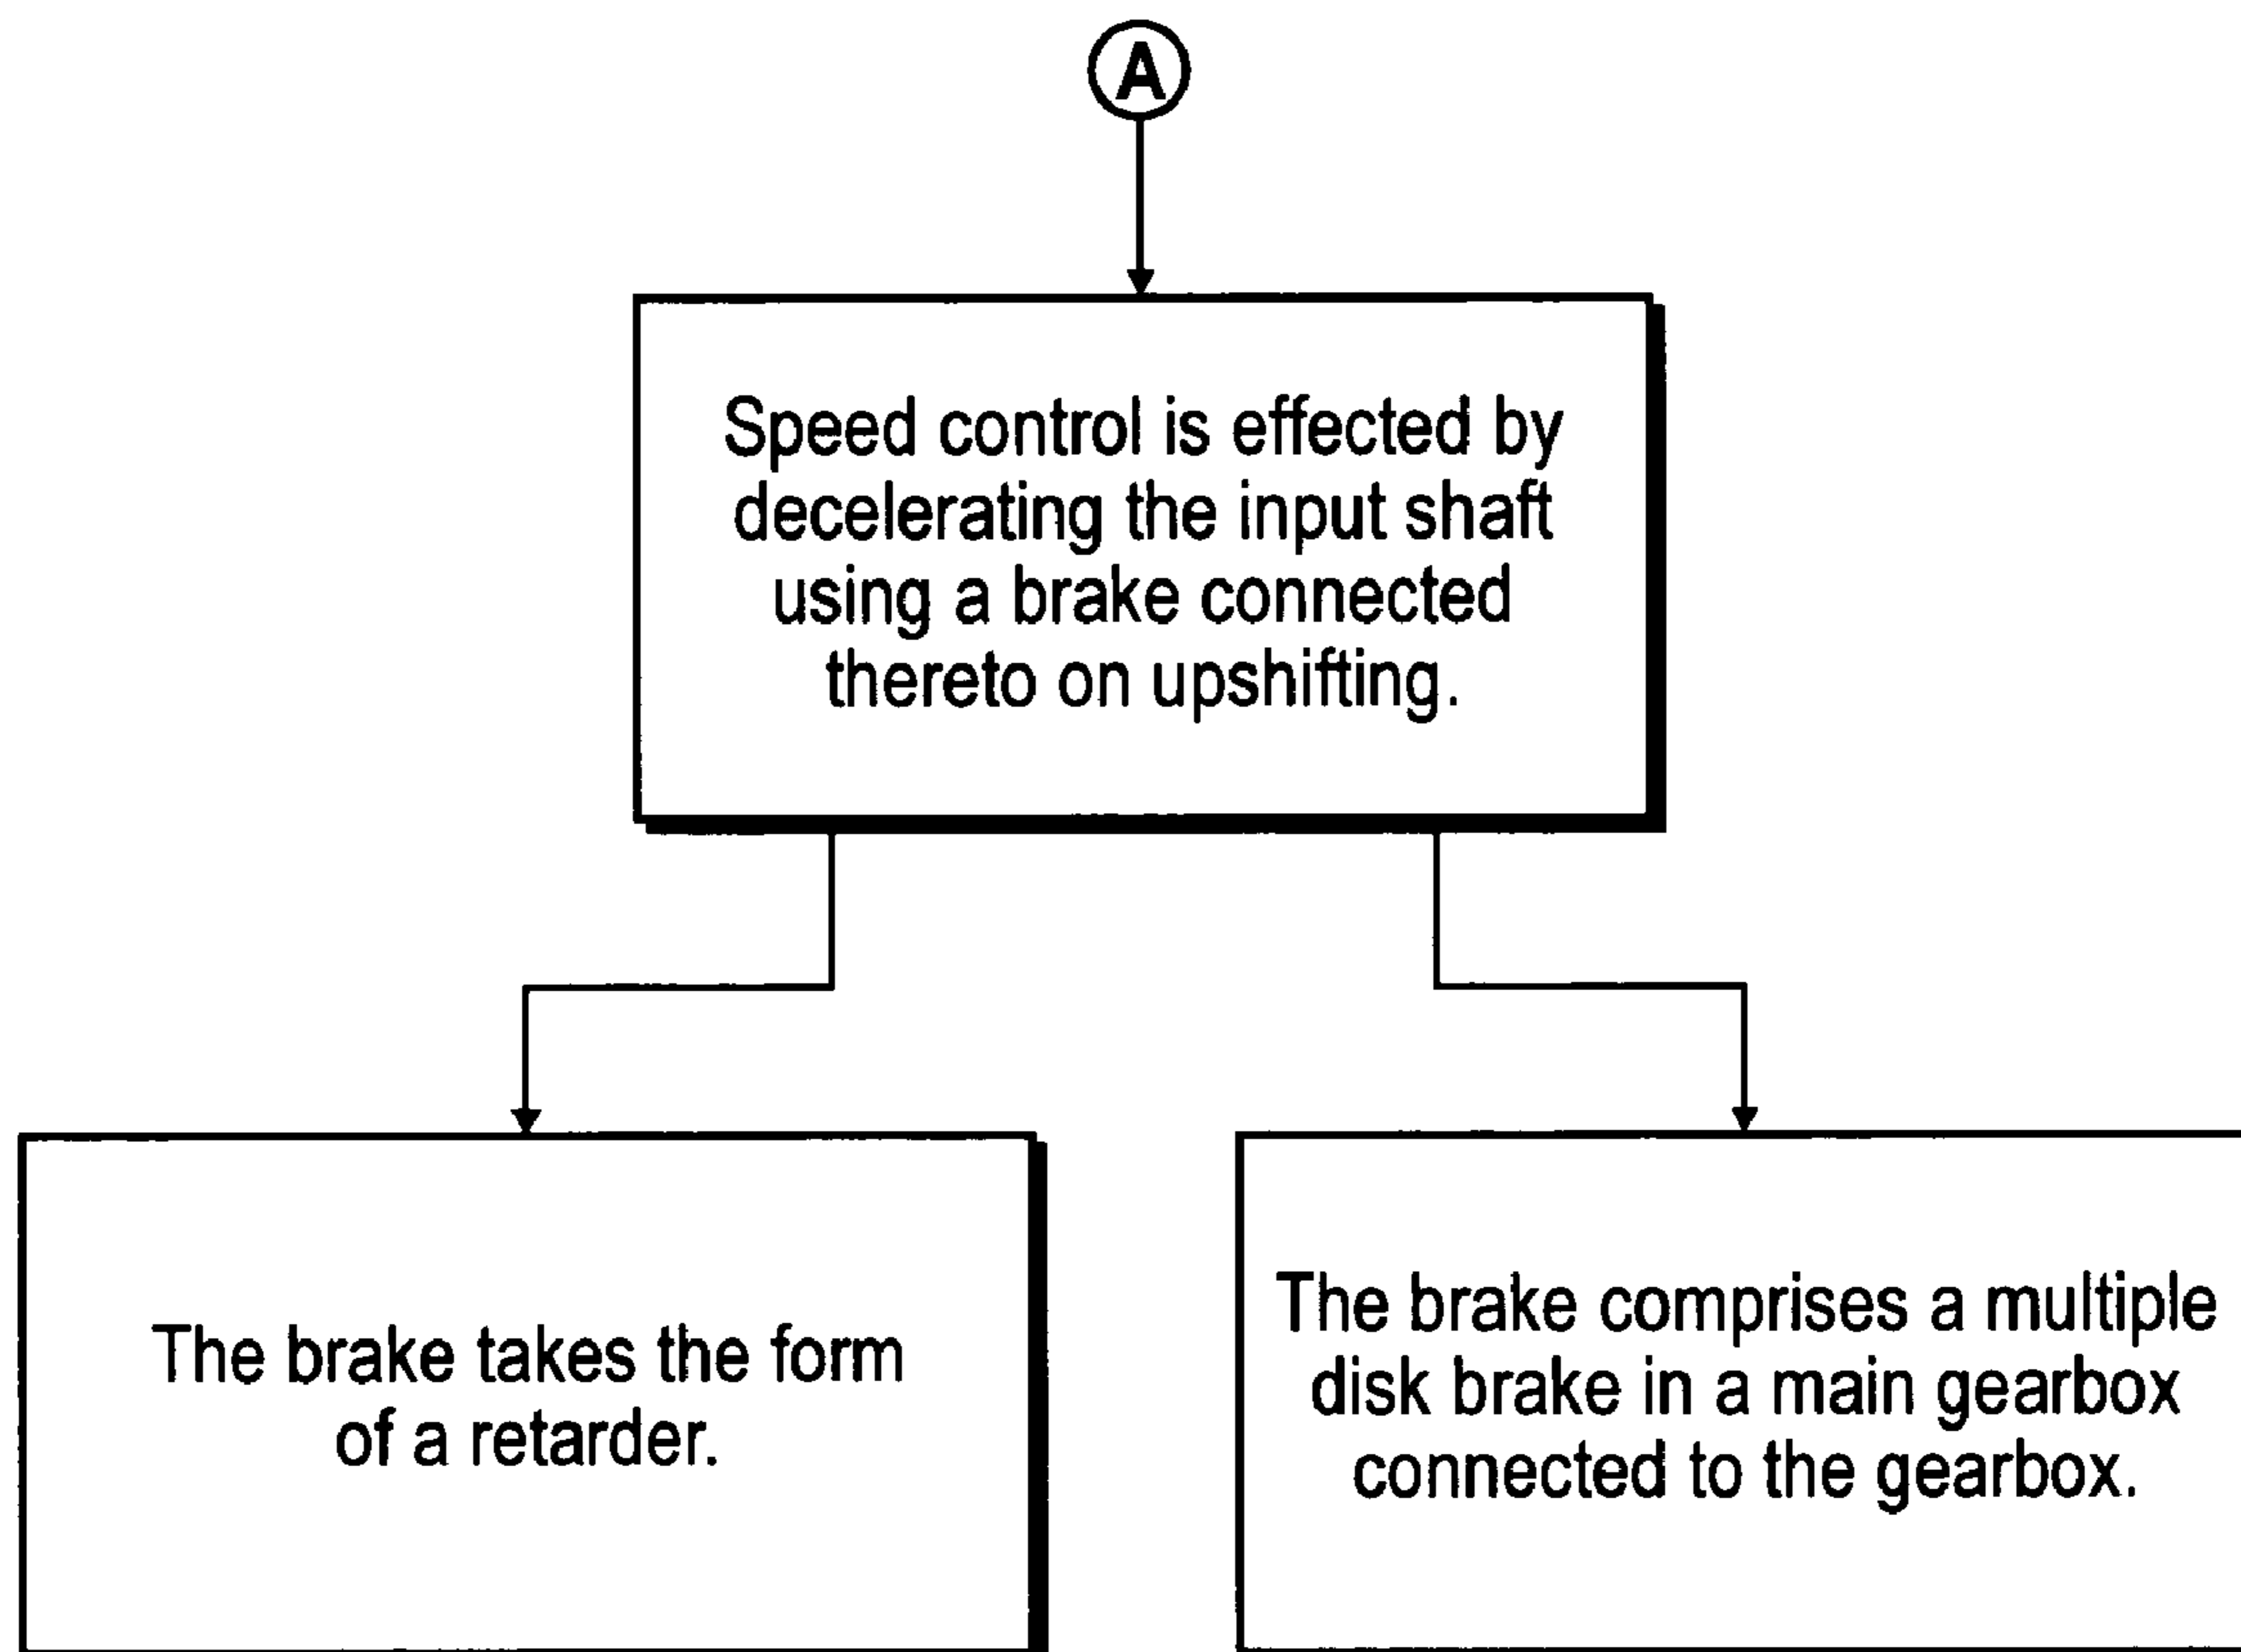 A
Speed control is effected by
decelerating the input shaft
using a brake connected
thereto on upshifting.
The brake takes the form
of a retarder.
The brake comprises a multiple
disk brake in a main gearbox
connected to the gearbox.